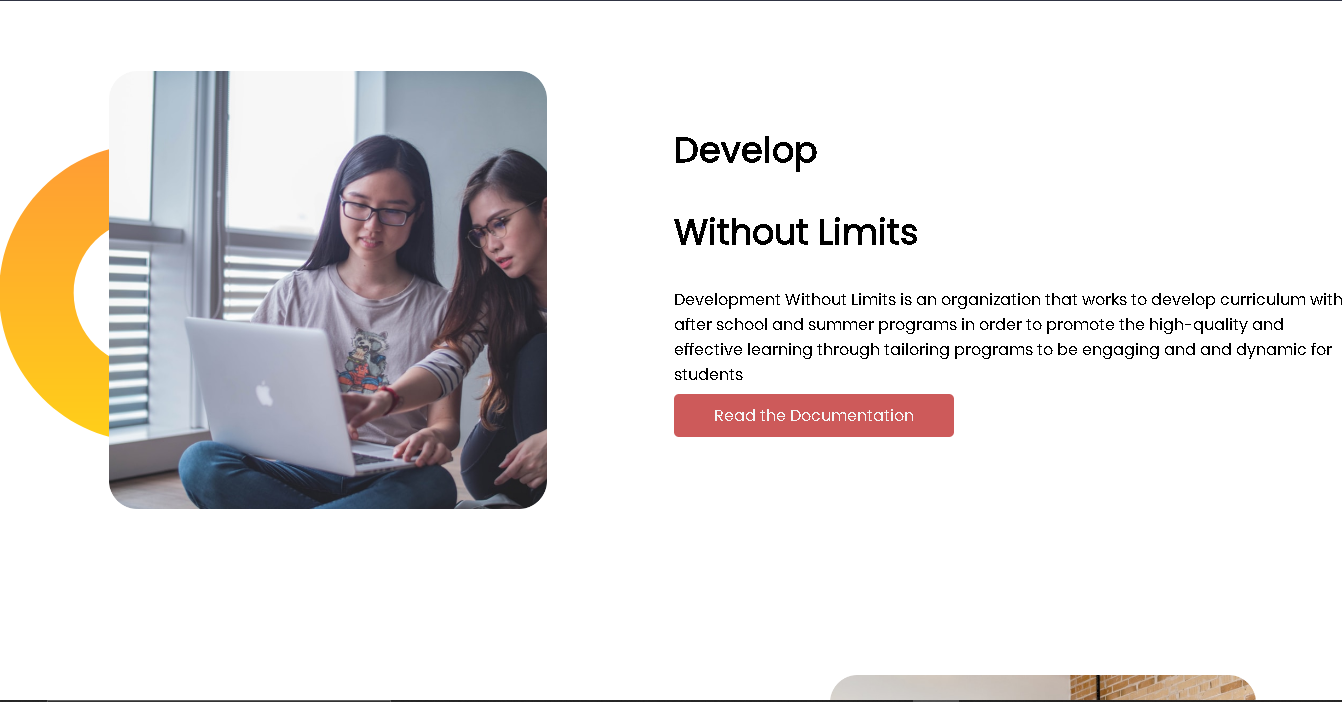 Develop
Without Limits
Development Without Limits is an organization that works to develop curriculum with
after school and summer programs in order to promote the high-quality and
effective learning through tailoring programs to be engaging and and dynamic for
students
Read the Documentation